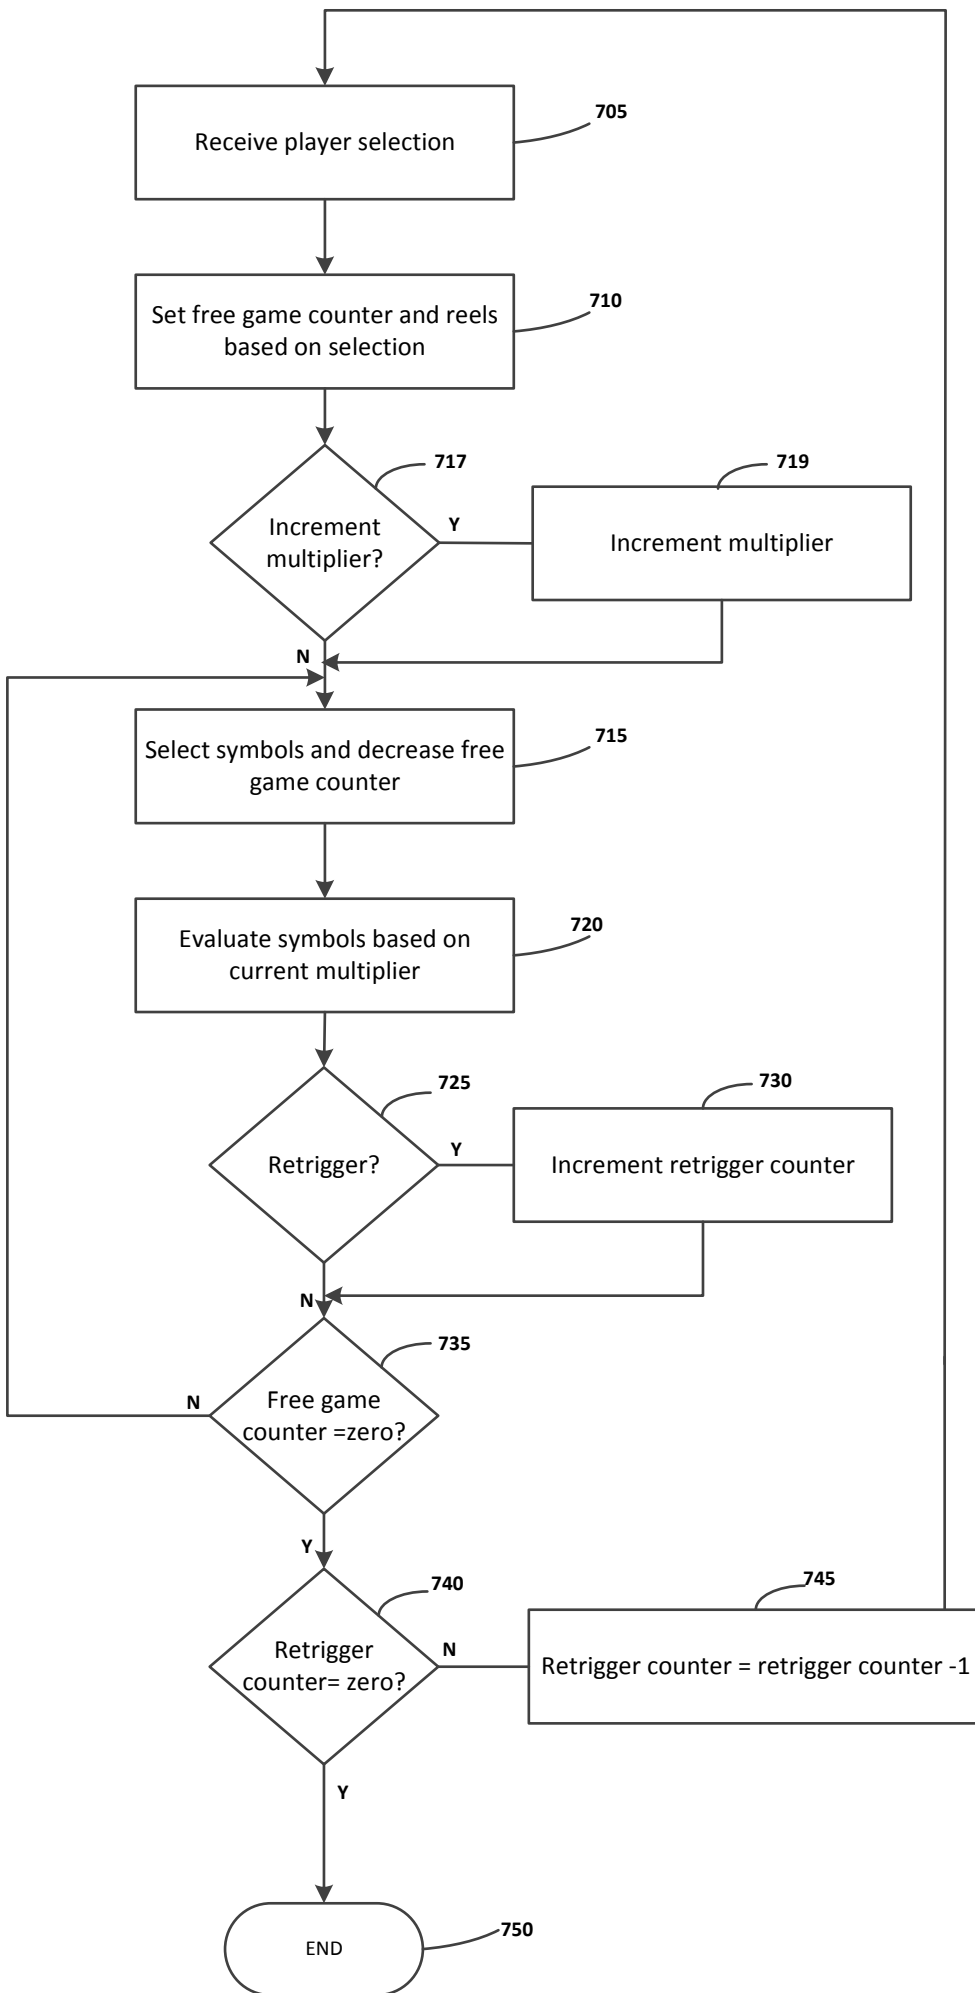 705
Receive player selection
710
Set free game counter and reels
based on selection
717
719
Increment
multiplier?
Y
Increment multiplier
N
715
Select symbols and decrease free
game counter
720
Evaluate symbols based on
current multiplier
725
730
Retrigger?
Y
Increment retrigger counter
N
735
Free game
counter =zero?
N
Y
740
745
Retrigger
counter= zero?
N
Retrigger counter = retrigger counter -1
Y
END
750